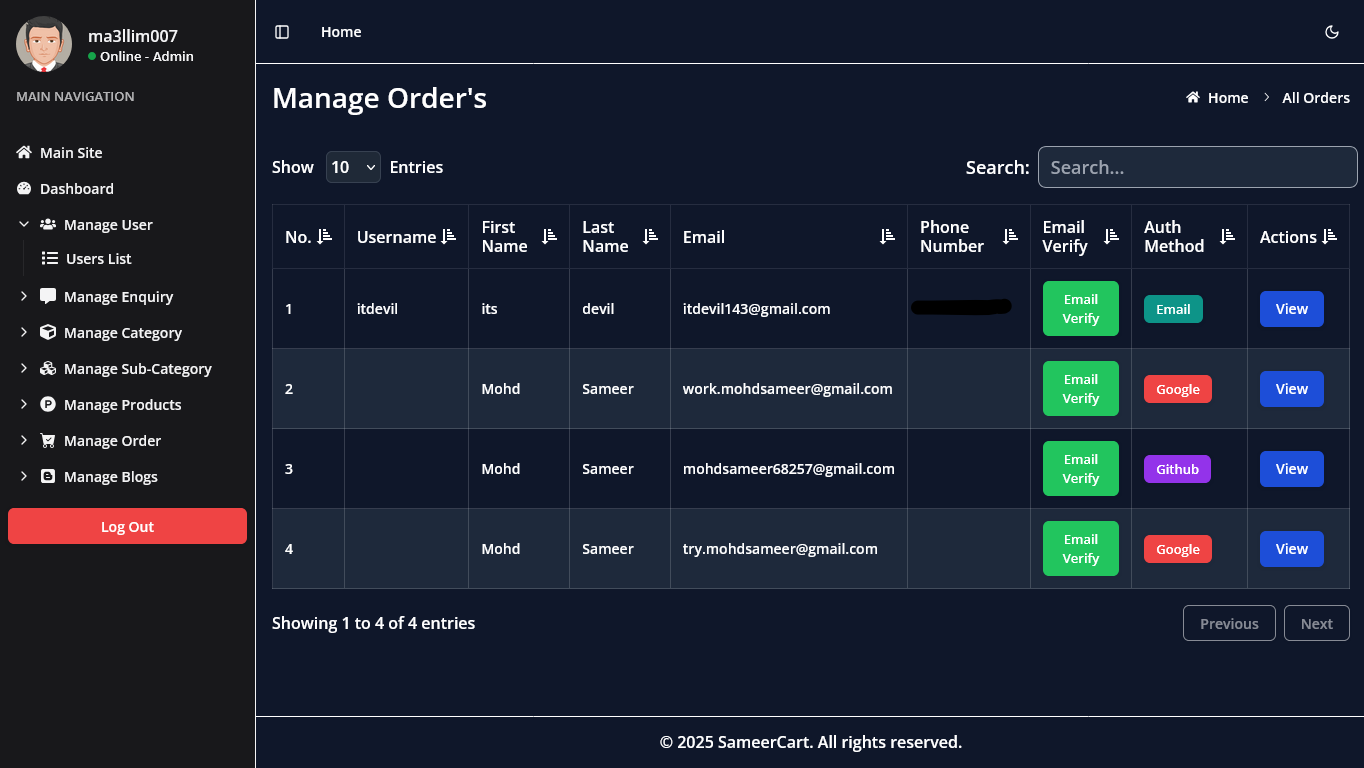 ma3llim007
Online - Admin
MAIN NAVIGATION
Main Site
Dashboard
Manage User
Users List
Manage Enquiry
Manage Category
Manage Sub-Category
Manage Products
Manage Order
Manage Blogs
Log Out
Home
Manage Order's
Home All Orders
Show 10 Entries
Search: Search...
No. Username First Name Last Name Email Phone Number Email Verify Auth Method Actions
1 itdevil its devil itdevil143@gmail.com Email Verify Email View
2 Mohd Sameer work.mohdsameer@gmail.com Email Verify Google View
3 Mohd Sameer mohdsameer68257@gmail.com Email Verify Github View
4 Mohd Sameer try.mohdsameer@gmail.com Email Verify Google View
Showing 1 to 4 of 4 entries
Previous Next
© 2025 SameerCart. All rights reserved.